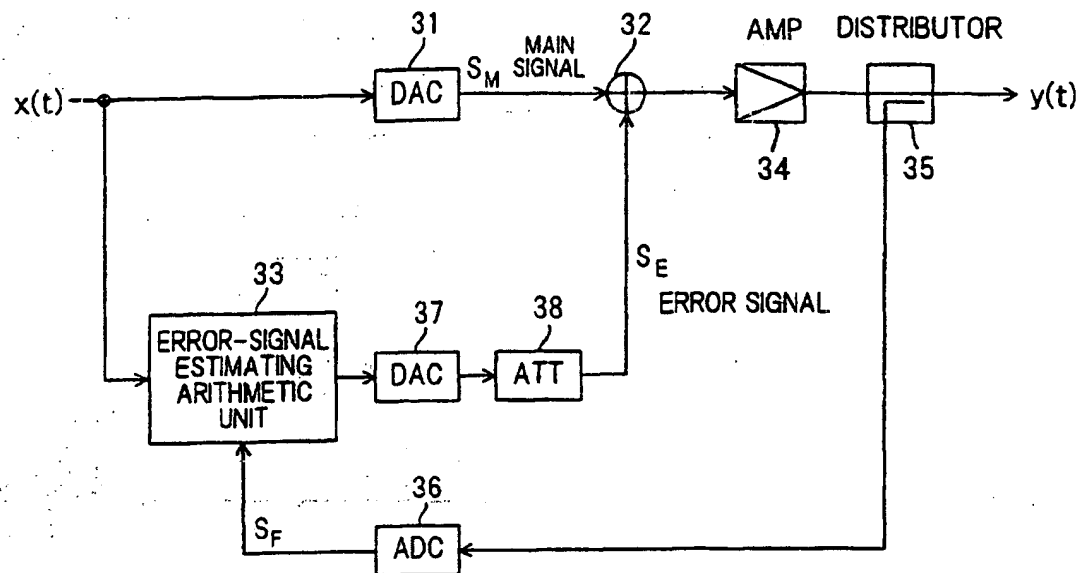 31
32
AMP
DISTRIBUTOR
x(t)
DAC
S_M
MAIN
SIGNAL
y(t)
34
35
S_E
ERROR SIGNAL
33
ERROR-SIGNAL
ESTIMATING
ARITHMETIC
UNIT
37
DAC
38
ATT
36
S_F
ADC